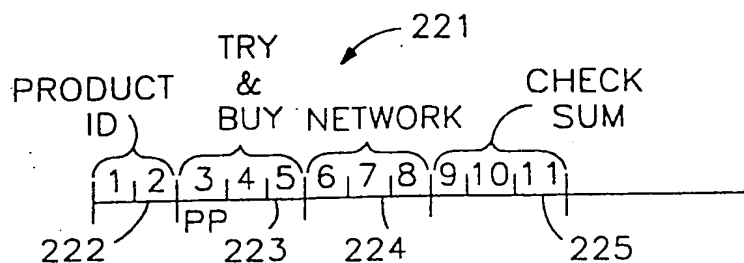 221
TRY
&
PRODUCT ID BUY NETWORK CHECK SUM
1 2 3 4 5 6 7 8 9 10 11
PP
222 223 224 225